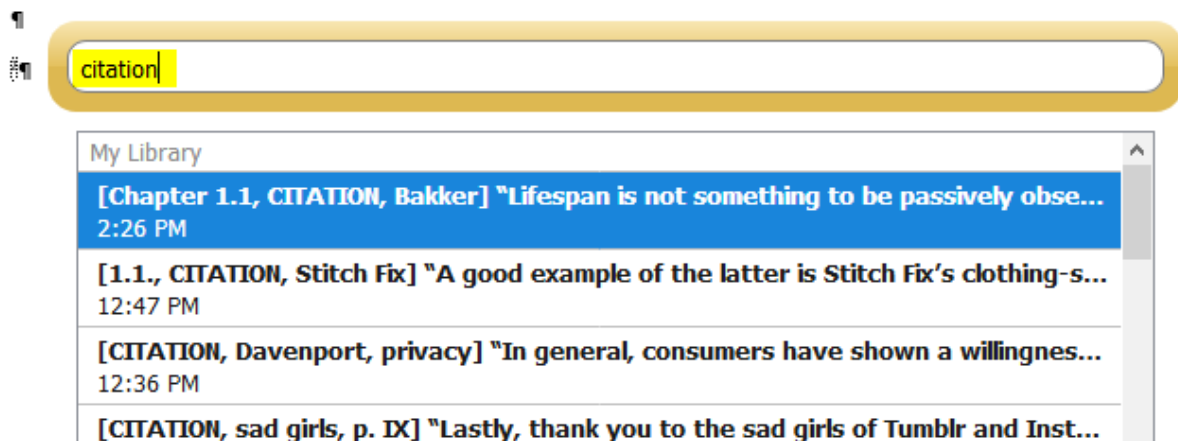 ¶
¶
citation
My Library
[Chapter 1.1, CITATION, Bakker] “Lifespan is not something to be passively obse...
2:26 PM
[1.1., CITATION, Stitch Fix] “A good example of the latter is Stitch Fix’s clothing-s...
12:47 PM
[CITATION, Davenport, privacy] “In general, consumers have shown a willingnes...
12:36 PM
[CITATION, sad girls, p. IX] “Lastly, thank you to the sad girls of Tumblr and Inst...